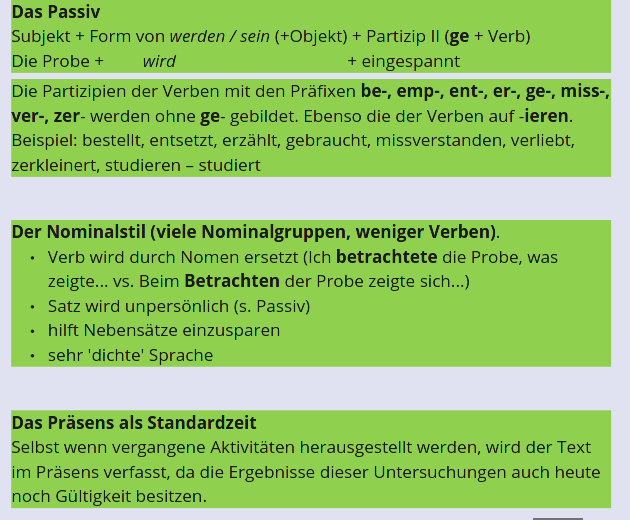 Das Passiv
Subjekt + Form von werden / sein (+Objekt) + Partizip II (ge + Verb)
Die Probe + wird + eingespannt
Die Partizipien der Verben mit den Präfixen be-, emp-, ent-, er-, ge-, miss-,
ver-, zer- werden ohne ge- gebildet. Ebenso die der Verben auf -ieren.
Beispiel: bestellt, entsetzt, erzählt, gebraucht, missverstanden, verliebt,
zerkleinert, studieren – studiert
Der Nominalstil (viele Nominalgruppen, weniger Verben).
• Verb wird durch Nomen ersetzt (Ich betrachtete die Probe, was
zeigte... vs. Beim Betrachten der Probe zeigte sich...)
• Satz wird unpersönlich (s. Passiv)
• hilft Nebensätze einzusparen
• sehr 'dichte' Sprache
Das Präsens als Standardzeit
Selbst wenn vergangene Aktivitäten herausgestellt werden, wird der Text
im Präsens verfasst, da die Ergebnisse dieser Untersuchungen auch heute
noch Gültigkeit besitzen.